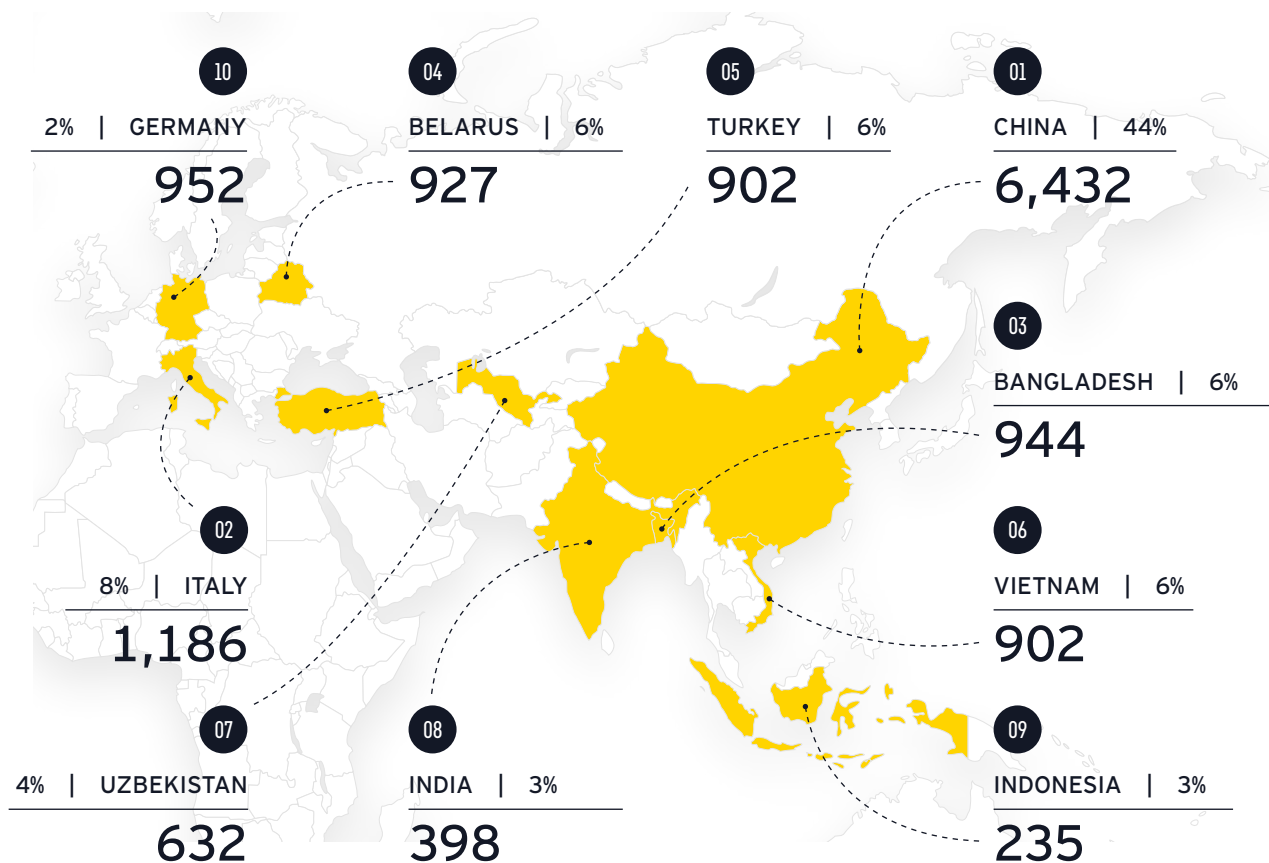 10
2% | GERMANY
952
04
BELARUS | 6%
927
05
TURKEY | 6%
902
01
CHINA | 44%
6,432
03
BANGLADESH | 6%
944
02
8% | ITALY
1,186
06
VIETNAM | 6%
902
07
4% | UZBEKISTAN
632
08
INDIA | 3%
398
09
INDONESIA | 3%
235